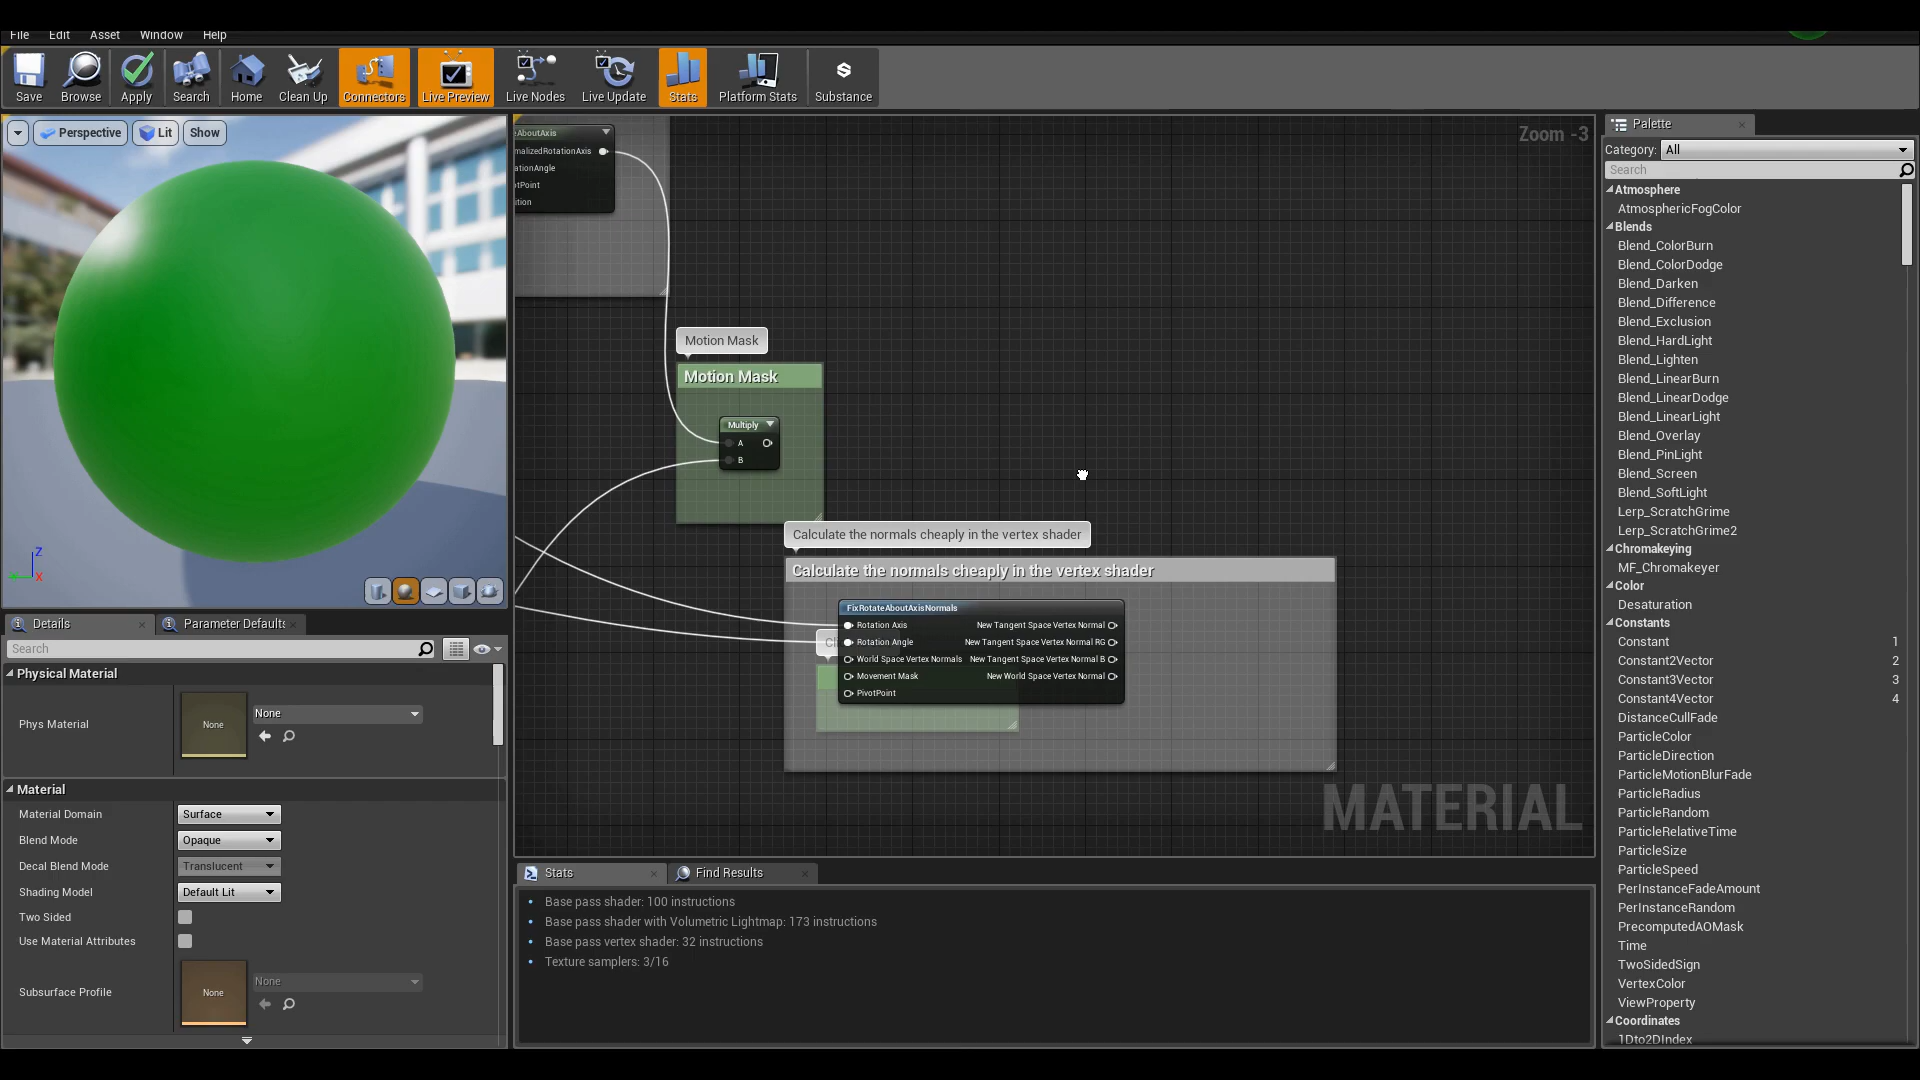 File Edit Asset Window Help
Save Browse Apply Search Home Clean Up Connectors Live Preview Live Nodes Live Update Stats Platform Stats Substance
Perspective Lit Show
Z
X
Details Parameter Defaults
Search
Physical Material
Phys Material None None
Material
Material Domain Surface
Blend Mode Opaque
Decal Blend Mode Translucent
Shading Model Default Lit
Two Sided
Use Material Attributes
Subsurface Profile None None
Zoom -3
eAboutAxis
malizedRotationAxis
ationAngle
otPoint
ition
Motion Mask
Motion Mask
Multiply
A
B
Calculate the normals cheaply in the vertex shader
Calculate the normals cheaply in the vertex shader
FixRotateAboutAxisNormals
Rotation Axis New Tangent Space Vertex Normal
Rotation Angle New Tangent Space Vertex Normal RG
World Space Vertex Normals New Tangent Space Vertex Normal B
Movement Mask New World Space Vertex Normal
PivotPoint
MATERIAL
Stats Find Results
Base pass shader: 100 instructions
Base pass shader with Volumetric Lightmap: 173 instructions
Base pass vertex shader: 32 instructions
Texture samplers: 3/16
Palette
Category: All
Search
Atmosphere
AtmosphericFogColor
Blends
Blend_ColorBurn
Blend_ColorDodge
Blend_Darken
Blend_Difference
Blend_Exclusion
Blend_HardLight
Blend_Lighten
Blend_LinearBurn
Blend_LinearDodge
Blend_LinearLight
Blend_Overlay
Blend_PinLight
Blend_Screen
Blend_SoftLight
Lerp_ScratchGrime
Lerp_ScratchGrime2
Chromakeying
MF_Chromakeyer
Color
Desaturation
Constants
Constant 1
Constant2Vector 2
Constant3Vector 3
Constant4Vector 4
DistanceCullFade
ParticleColor
ParticleDirection
ParticleMotionBlurFade
ParticleRadius
ParticleRandom
ParticleRelativeTime
ParticleSize
ParticleSpeed
PerInstanceFadeAmount
PerInstanceRandom
PrecomputedAOMask
Time
TwoSidedSign
VertexColor
ViewProperty
Coordinates
1Dto2DIndex